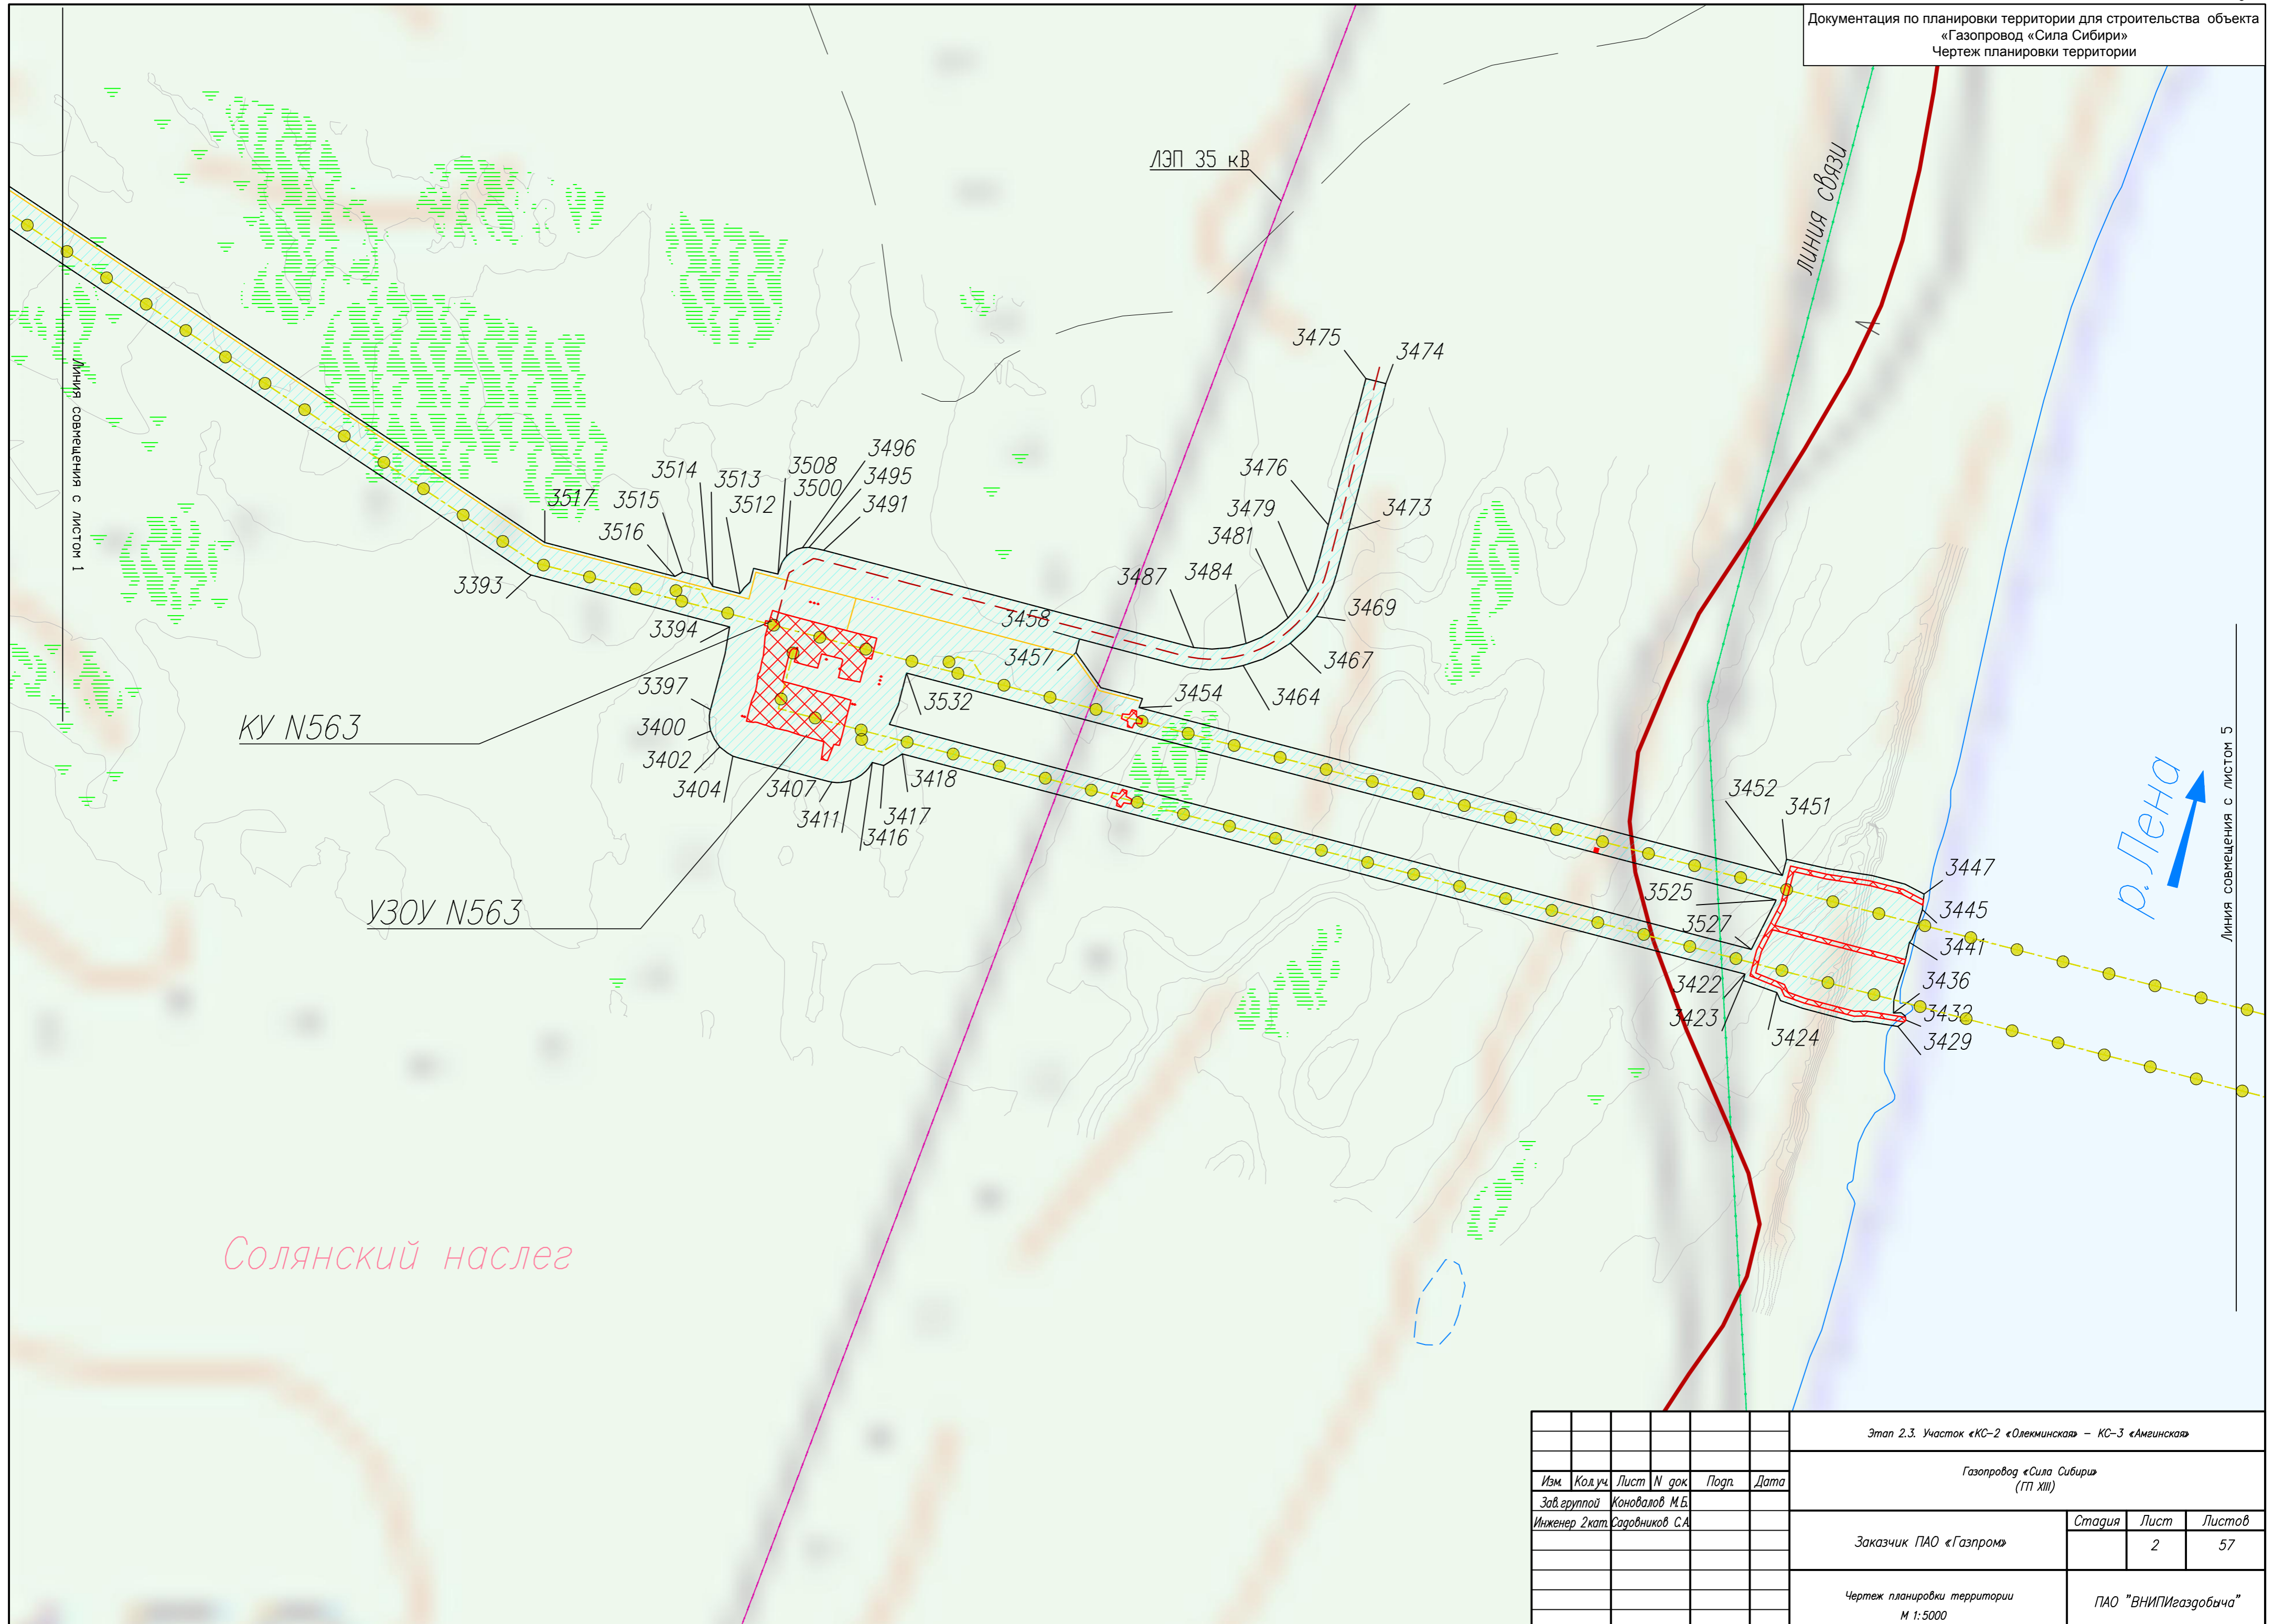 Документация по планировки территории для строительства объекта
«Газопровод «Сила Сибири»
Чертеж планировки территории
ЛЭП 35 кВ
ЛИНИЯ СВЯЗИ
Линия совмещения с листом 1
3475
3474
3496
3495
3491
3508
3500
3514
3513
3512
3515
3516
3517
3476
3479
3481
3473
3487
3484
3469
3393
3394
3458
3457
3467
3464
3454
3397
3532
КУ N563
3400
3402
3404
3407
3418
3411
3417
3416
3452
3451
Линия совмещения с листом 5
р. Лена
УЗОУ N563
3525
3527
3447
3445
3441
3422
3436
3423
3432
3424
3429
Солянский наслег
Этап 2.3. Участок «КС-2 «Олекминская» - КС-3 «Амгинская»
Газопровод «Сила Сибири»
(ГП XIII)
Изм. Кол.уч. Лист N док. Подп. Дата
Зав.группой Коновалов М.Б.
Инженер 2кат. Садовников С.А.
Заказчик ПАО «Газпром»
Стадия Лист Листов
2 57
Чертеж планировки территории
М 1:5000
ПАО "ВНИПИгаздобыча"